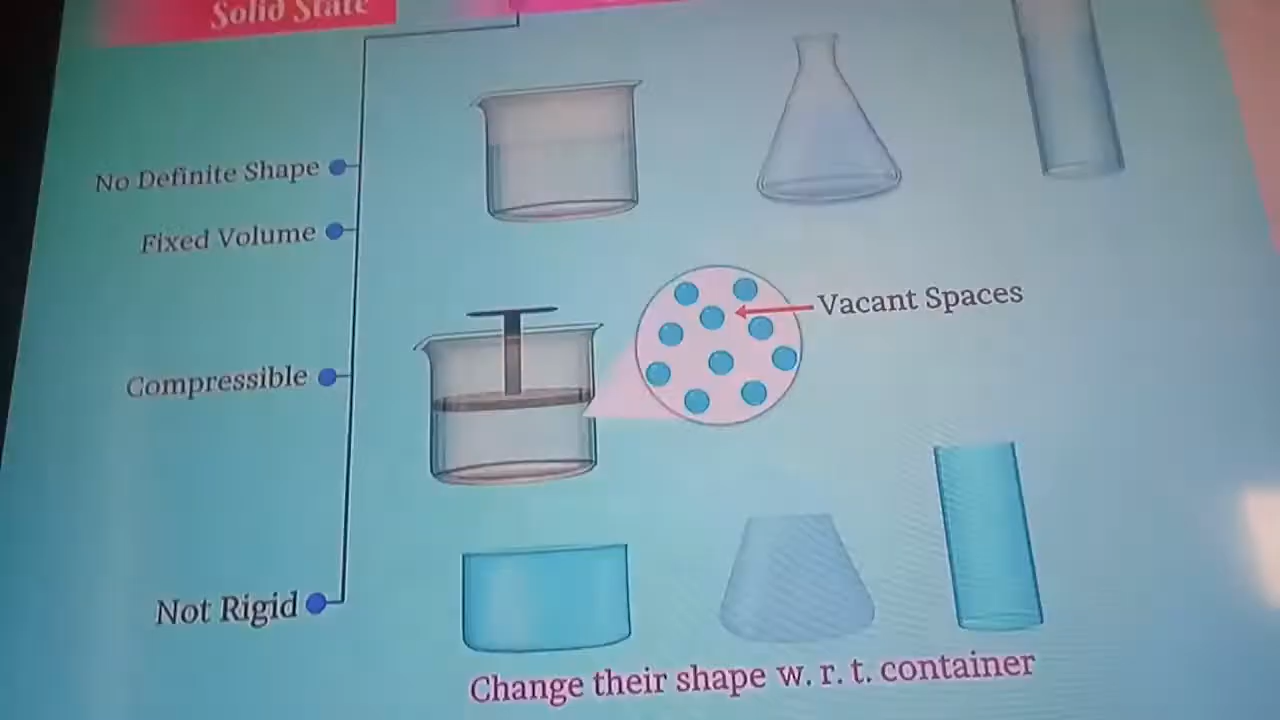 Solid State
No Definite Shape
Fixed Volume
Vacant Spaces
Compressible
Not Rigid
Change their shape w. r. t. container